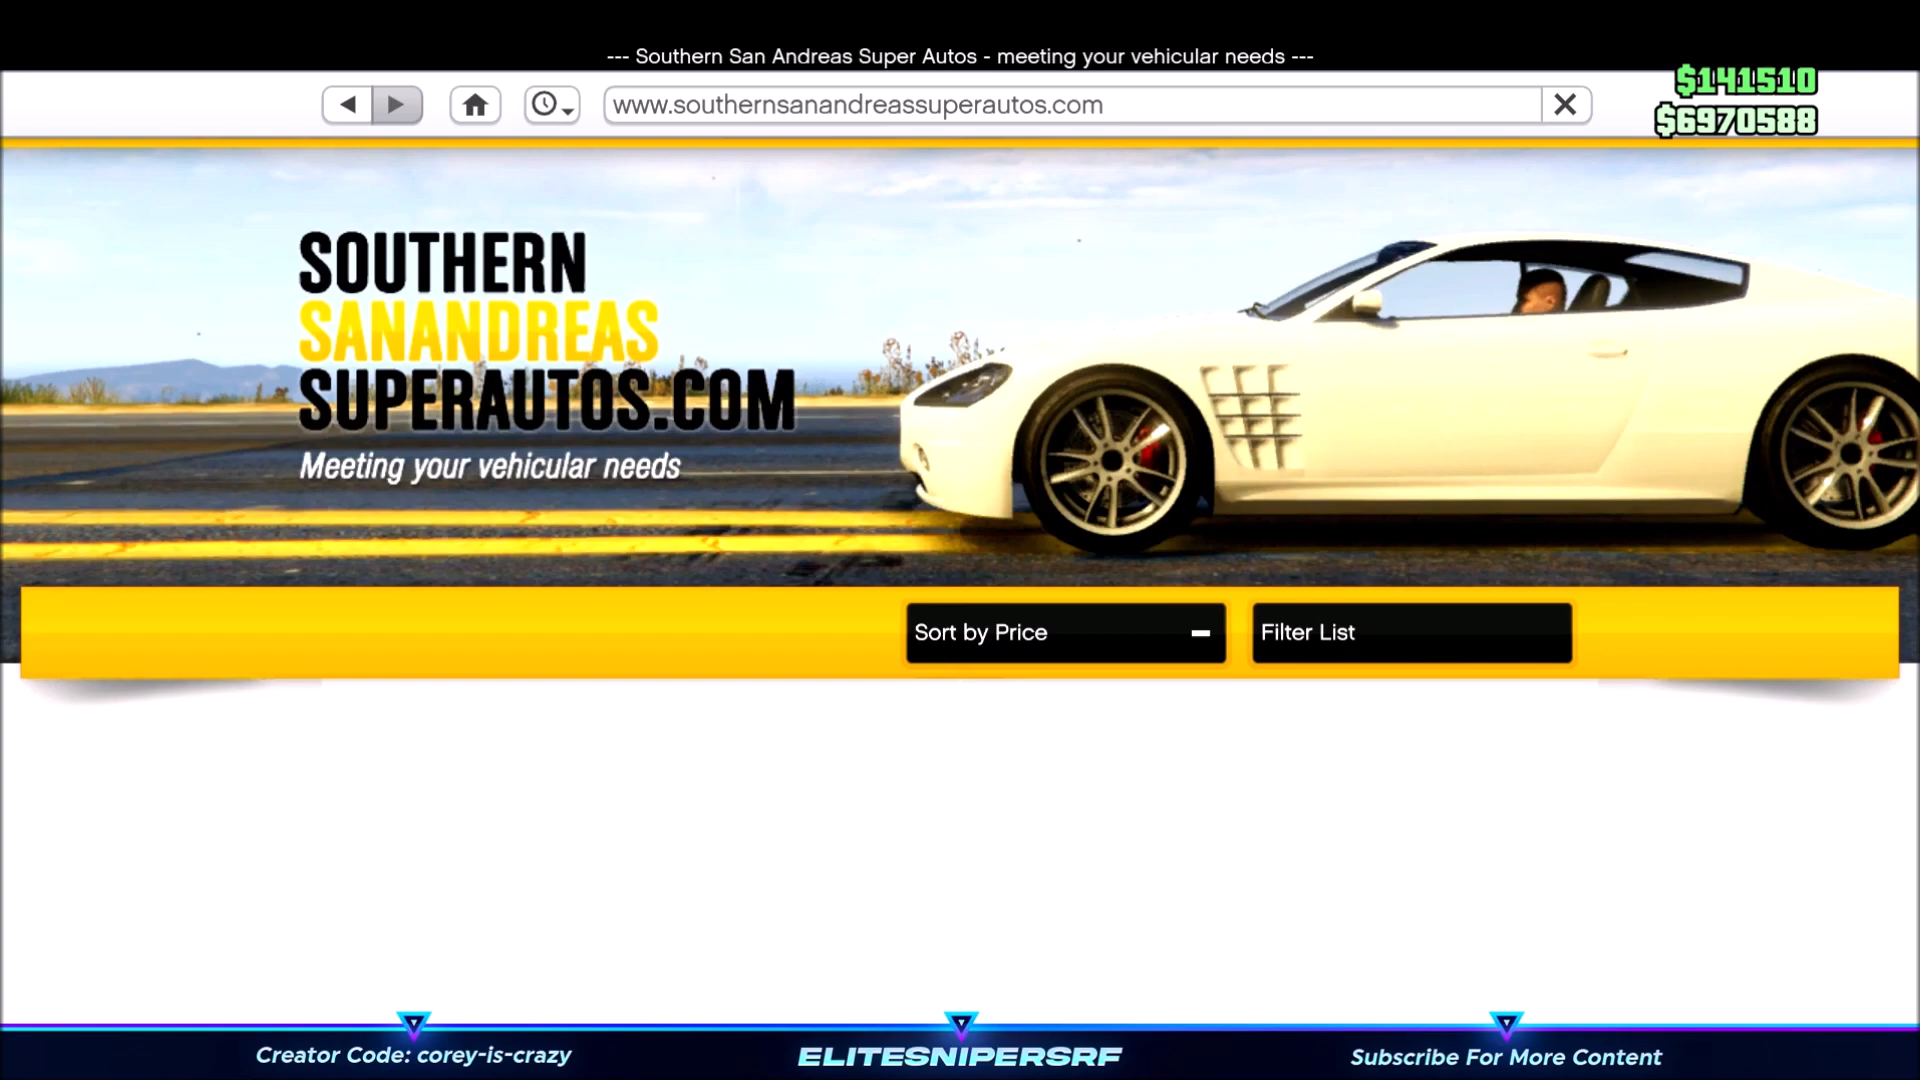 --- Southern San Andreas Super Autos - meeting your vehicular needs ---
www.southernsanandreassuperautos.com
$141510
$6970588
SOUTHERN
SANANDREAS
SUPERAUTOS.COM
Meeting your vehicular needs
Sort by Price
Filter List
Creator Code: corey-is-crazy
ELITESNIPERSRF
Subscribe For More Content